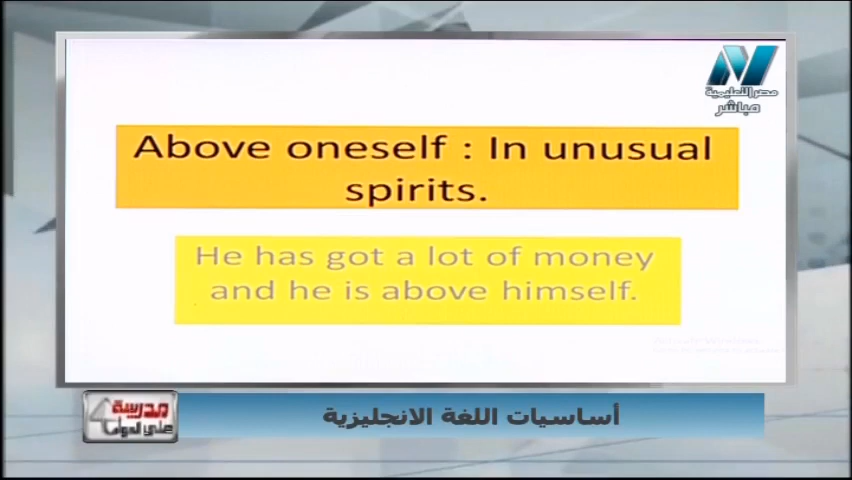 مصر التعليمية
مباشر
Above oneself : In unusual
spirits.
He has got a lot of money
and he is above himself.
مدرسة
على الهواء
أساسيات اللغة الانجليزية